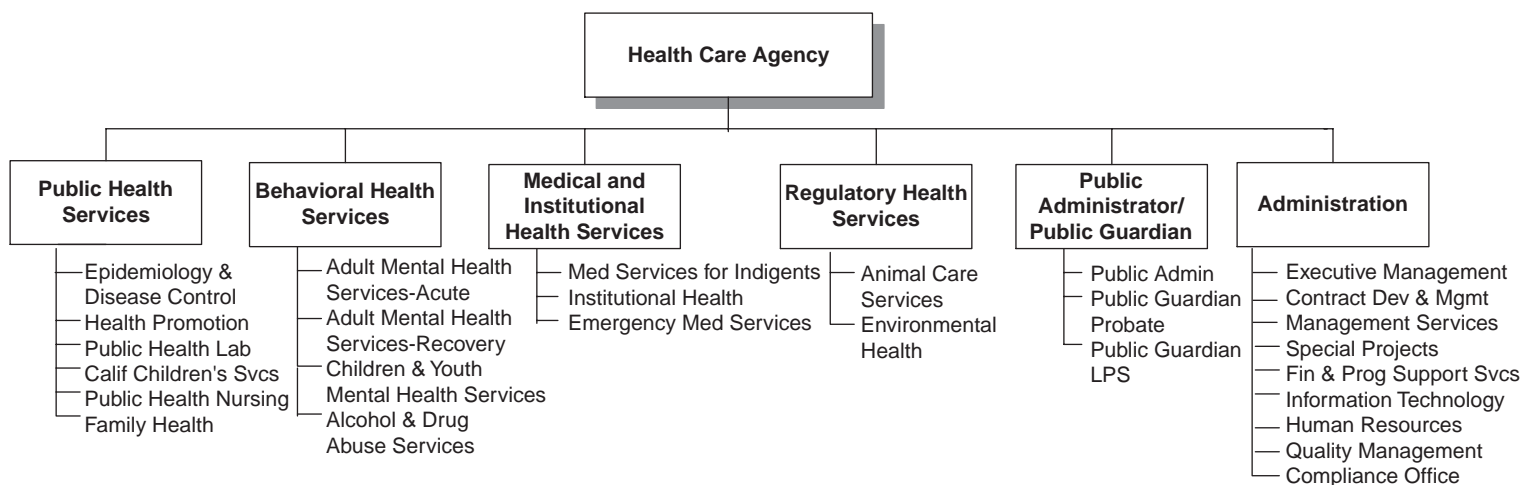 Health Care Agency
Public Health
Services
Epidemiology &
Disease Control
Health Promotion
Public Health Lab
Calif Children's Svcs
Public Health Nursing
Family Health
Behavioral Health
Services
Adult Mental Health
Services-Acute
Adult Mental Health
Services-Recovery
Children & Youth
Mental Health Services
Alcohol & Drug
Abuse Services
Medical and
Institutional
Health Services
Med Services for Indigents
Institutional Health
Emergency Med Services
Regulatory Health
Services
Animal Care
Services
Environmental
Health
Public
Administrator/
Public Guardian
Public Admin
Public Guardian
Probate
Public Guardian
LPS
Administration
Executive Management
Contract Dev & Mgmt
Management Services
Special Projects
Fin & Prog Support Svcs
Information Technology
Human Resources
Quality Management
Compliance Office